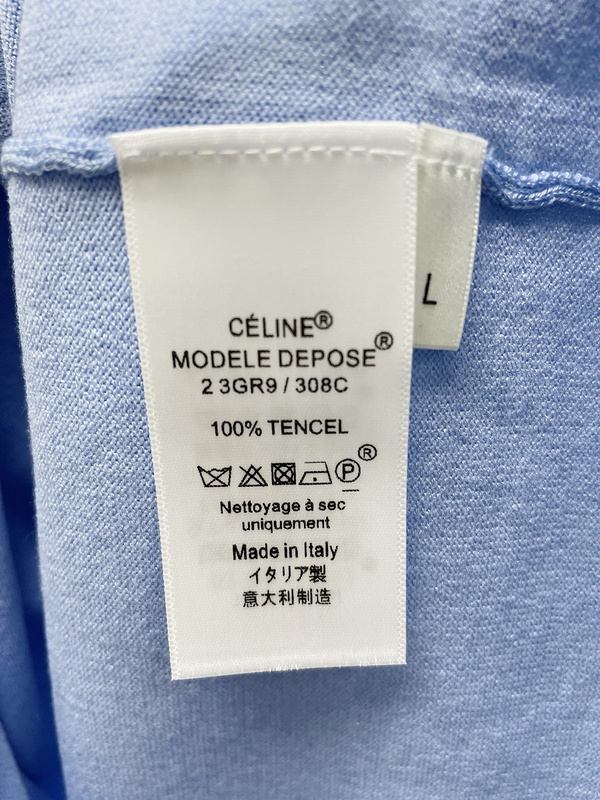 CÉLINE®
MODELE DEPOSE®
2 3GR9 / 308C
100% TENCEL
P®
Nettoyage à sec
uniquement
Made in Italy
イタリア製
意大利制造
L